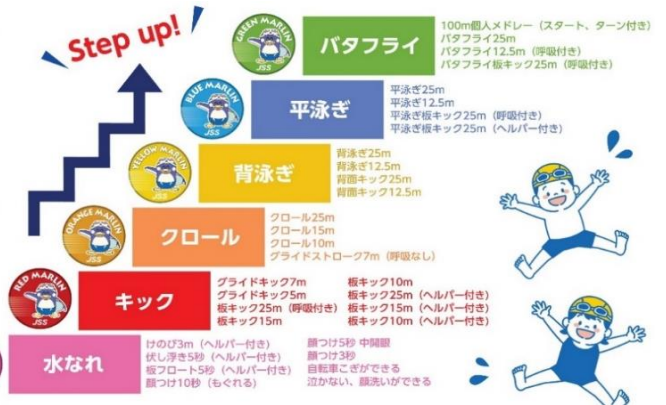 Step up!
GREEN MARLIN
JSS
バタフライ
100m個人メドレー（スタート、ターン付き）
バタフライ25m
バタフライ12.5m（呼吸付き）
バタフライ板キック25m（呼吸付き）
BLUE MARLIN
JSS
平泳ぎ
平泳ぎ25m
平泳ぎ12.5m
平泳ぎ板キック25m（呼吸付き）
平泳ぎ板キック25m（ヘルパー付き）
YELLOW MARLIN
JSS
背泳ぎ
背泳ぎ25m
背泳ぎ12.5m
背面キック25m
背面キック12.5m
ORANGE MARLIN
JSS
クロール
クロール25m
クロール15m
クロール10m
グライドストローク7m（呼吸なし）
RED MARLIN
JSS
キック
グライドキック7m
グライドキック5m
板キック25m（呼吸付き）
板キック15m
板キック10m
板キック25m（ヘルパー付き）
板キック15m（ヘルパー付き）
板キック10m（ヘルパー付き）
水なれ
けのび3m（ヘルパー付き）
伏し浮き5秒（ヘルパー付き）
板フロート5秒（ヘルパー付き）
顔つけ10秒（もぐれる）
顔つけ5秒 中開眼
顔つけ3秒
自転車こぎができる
泣かない、顔洗いができる